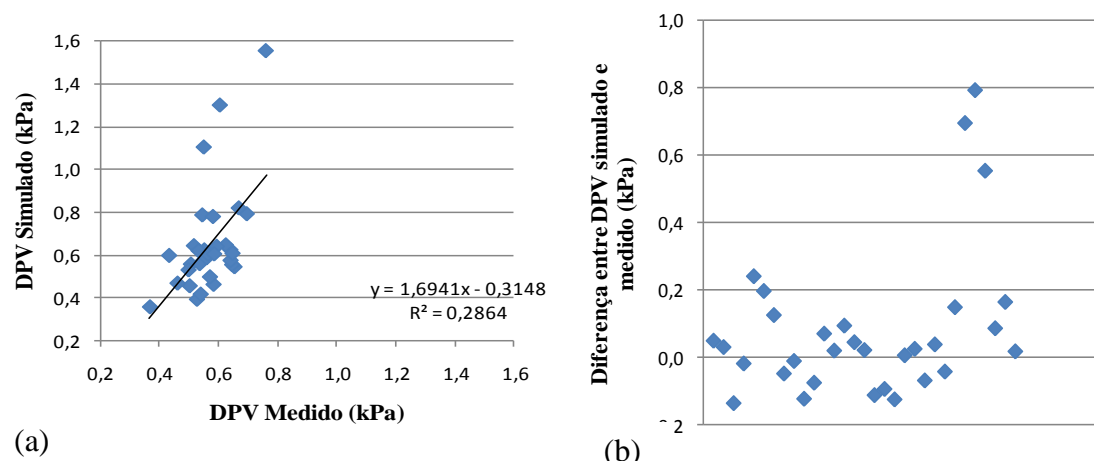 1,6
1,4
1,2
1,0
0,8
0,6
0,4
0,2
DPV Simulado (kPa)
y = 1,6941x - 0,3148
R² = 0,2864
0,2 0,4 0,6 0,8 1,0 1,2 1,4 1,6
DPV Medido (kPa)
(a)
1,0
0,8
0,6
0,4
0,2
0,0
Diferença entre DPV simulado e
medido (kPa)
(b)